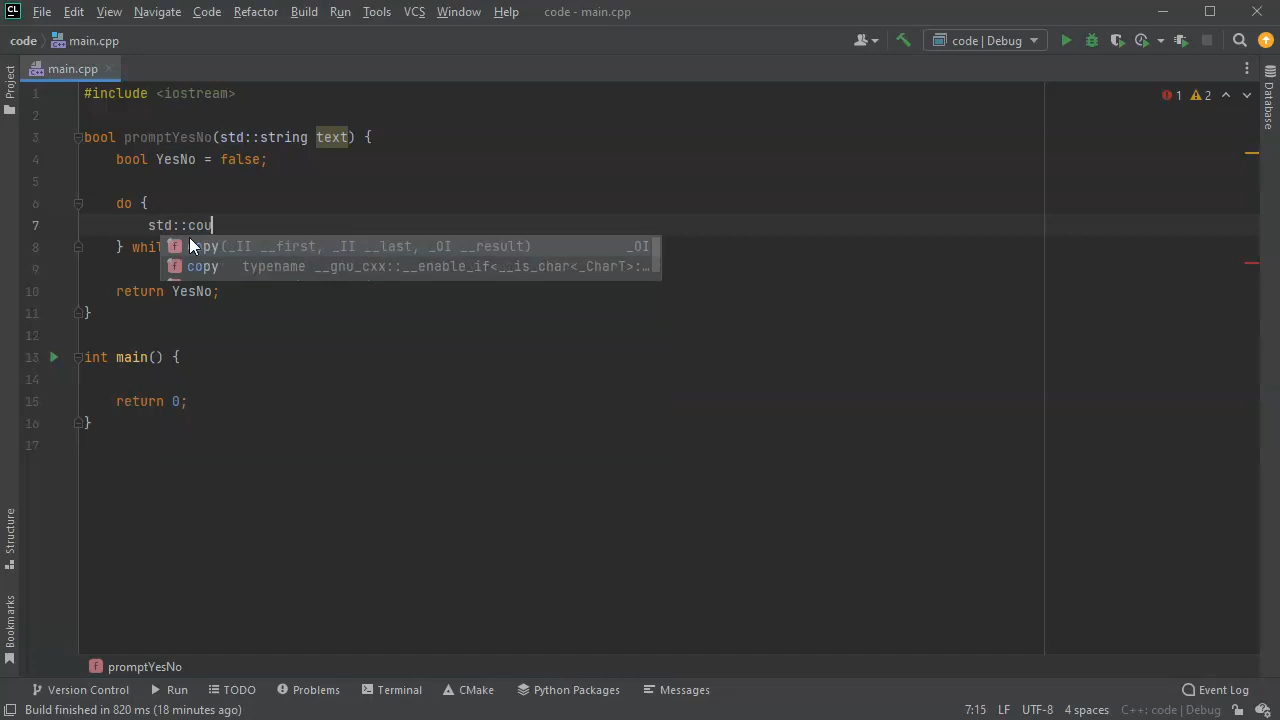 CL File Edit View Navigate Code Refactor Build Run Tools VCS Window Help code - main.cpp
code main.cpp code | Debug
main.cpp
Project
Database
Structure
Bookmarks
1 2
1 #include <iostream>
2
3 bool promptYesNo(std::string text) {
4 bool YesNo = false;
5
6 do {
7 std::cou
copy(_II __first, _II __last, _OI __result) _OI
8 } whil
copy typename __gnu_cxx::__enable_if<__is_char<_CharT>:…
9
10 return YesNo;
11 }
12
13 int main() {
14
15 return 0;
16 }
17
promptYesNo
Version Control Run TODO Problems Terminal CMake Python Packages Messages Event Log
Build finished in 820 ms (18 minutes ago) 7:15 LF UTF-8 4 spaces C++: code | Debug